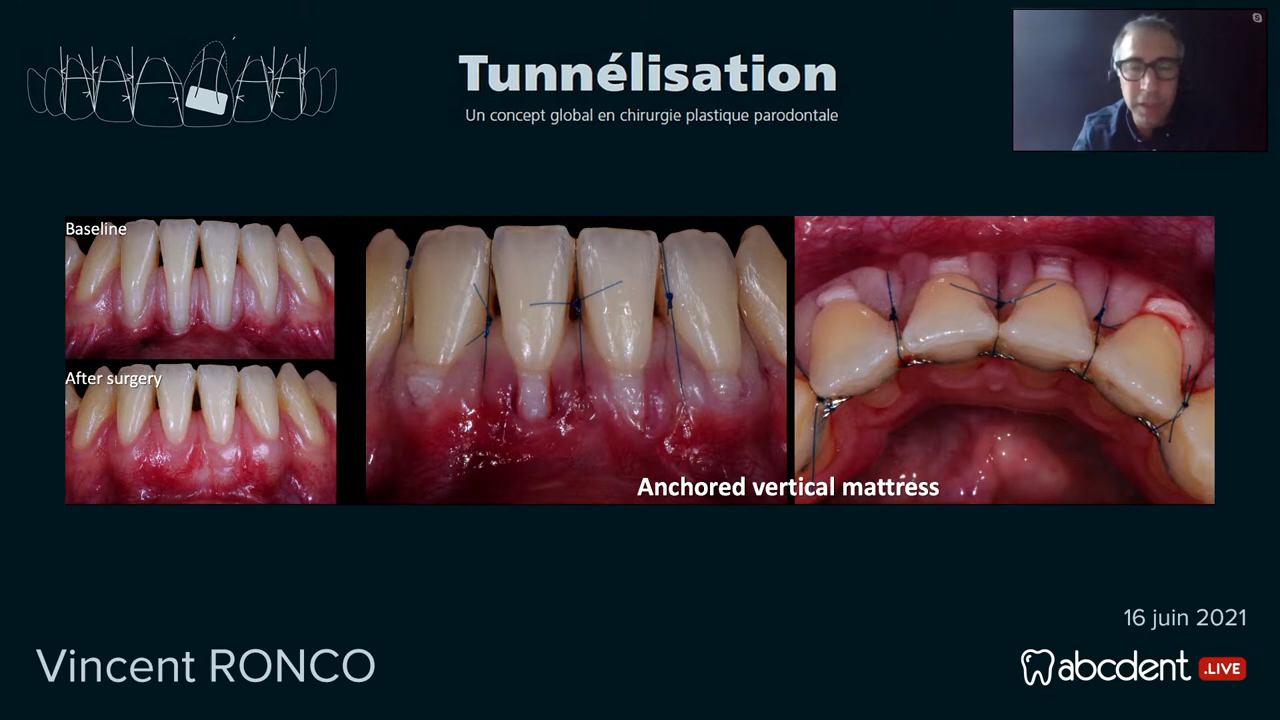 Tunnélisation
Un concept global en chirurgie plastique parodontale
Baseline
After surgery
Anchored vertical mattress
16 juin 2021
Vincent RONCO
abcdent .LIVE